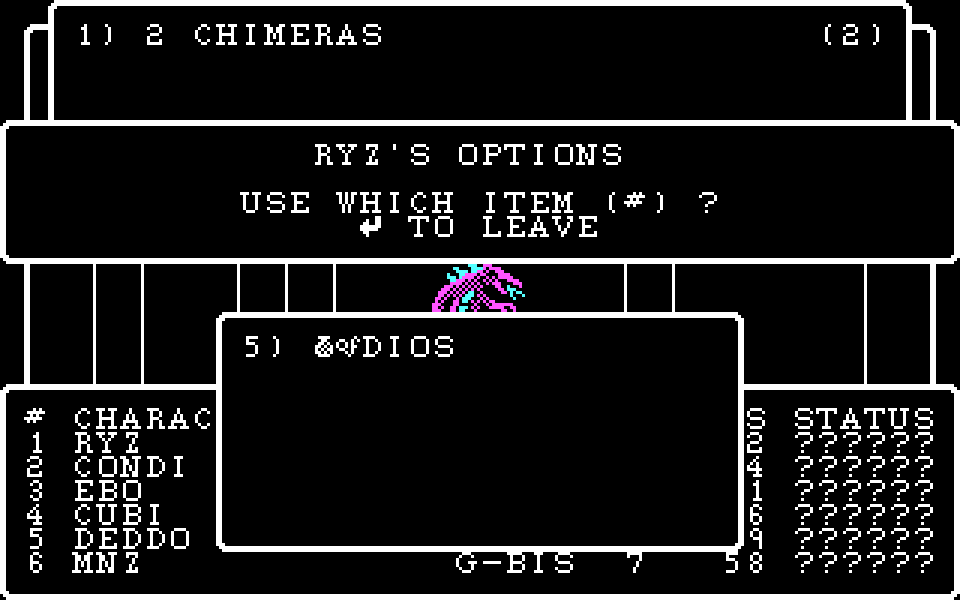 1) 2 CHIMERAS (2)
RYZ'S OPTIONS
USE WHICH ITEM (#) ?
↵ TO LEAVE
5) DIOS
# CHARAC S STATUS
1 RYZ 2 ??????
2 CONDI 4 ??????
3 EBO 1 ??????
4 CUBI 6 ??????
5 DEDDO 9 ??????
6 MNZ G-BIS 7 58 ??????